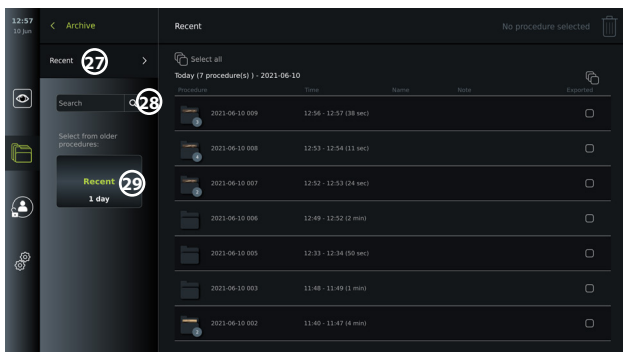 12:57
10 Jun
Archive
Recent
No procedure selected
Recent
27
Select all
Today (7 procedure(s) ) - 2021-06-10
Procedure Time Name Note Exported
Search
28
Select from older
procedures:
Recent
29
1 day
2021-06-10 009 12:56 - 12:57 (38 sec)
2021-06-10 008 12:53 - 12:54 (11 sec)
2021-06-10 007 12:52 - 12:53 (24 sec)
2021-06-10 006 12:49 - 12:52 (2 min)
2021-06-10 005 12:33 - 12:34 (50 sec)
2021-06-10 003 11:48 - 11:49 (1 min)
2021-06-10 002 11:40 - 11:47 (4 min)